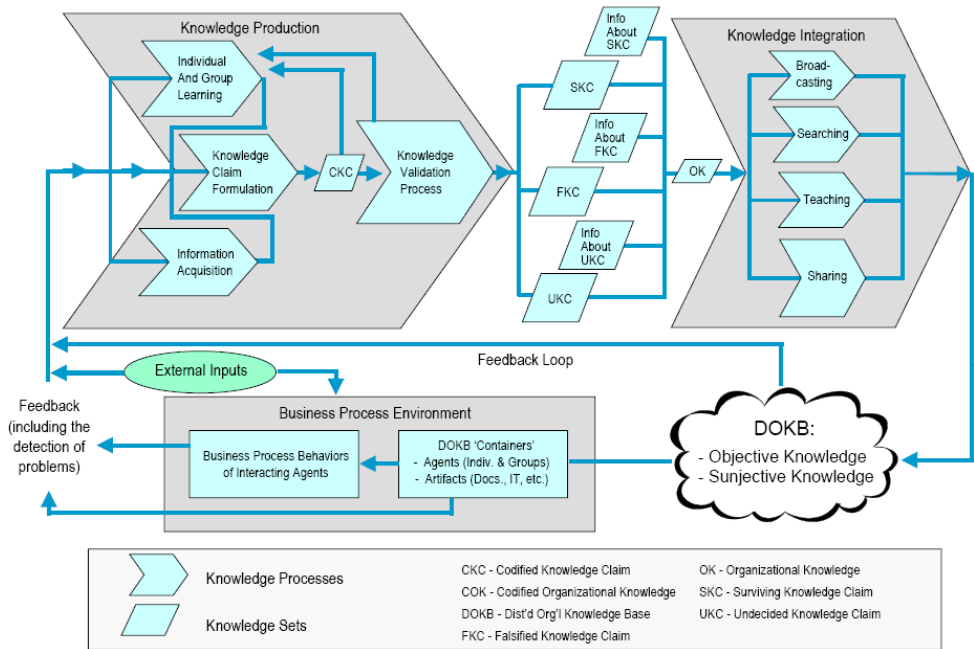 Knowledge Production
Individual
And Group
Learning
Knowledge
Claim
Formulation
Information
Acquisition
CKC
Knowledge
Validation
Process
Info
About
SKC
SKC
Info
About
FKC
FKC
Info
About
UKC
UKC
OK
Knowledge Integration
Broad-
casting
Searching
Teaching
Sharing
Feedback Loop
External Inputs
Feedback
(including the
detection of
problems)
Business Process Environment
Business Process Behaviors
of Interacting Agents
DOKB 'Containers'
- Agents (Indiv. & Groups)
- Artifacts (Docs., IT, etc.)
DOKB:
- Objective Knowledge
- Sunjective Knowledge
Knowledge Processes
Knowledge Sets
CKC - Codified Knowledge Claim
COK - Codified Organizational Knowledge
DOKB - Dist'd Org'l Knowledge Base
FKC - Falsified Knowledge Claim
OK - Organizational Knowledge
SKC - Surviving Knowledge Claim
UKC - Undecided Knowledge Claim